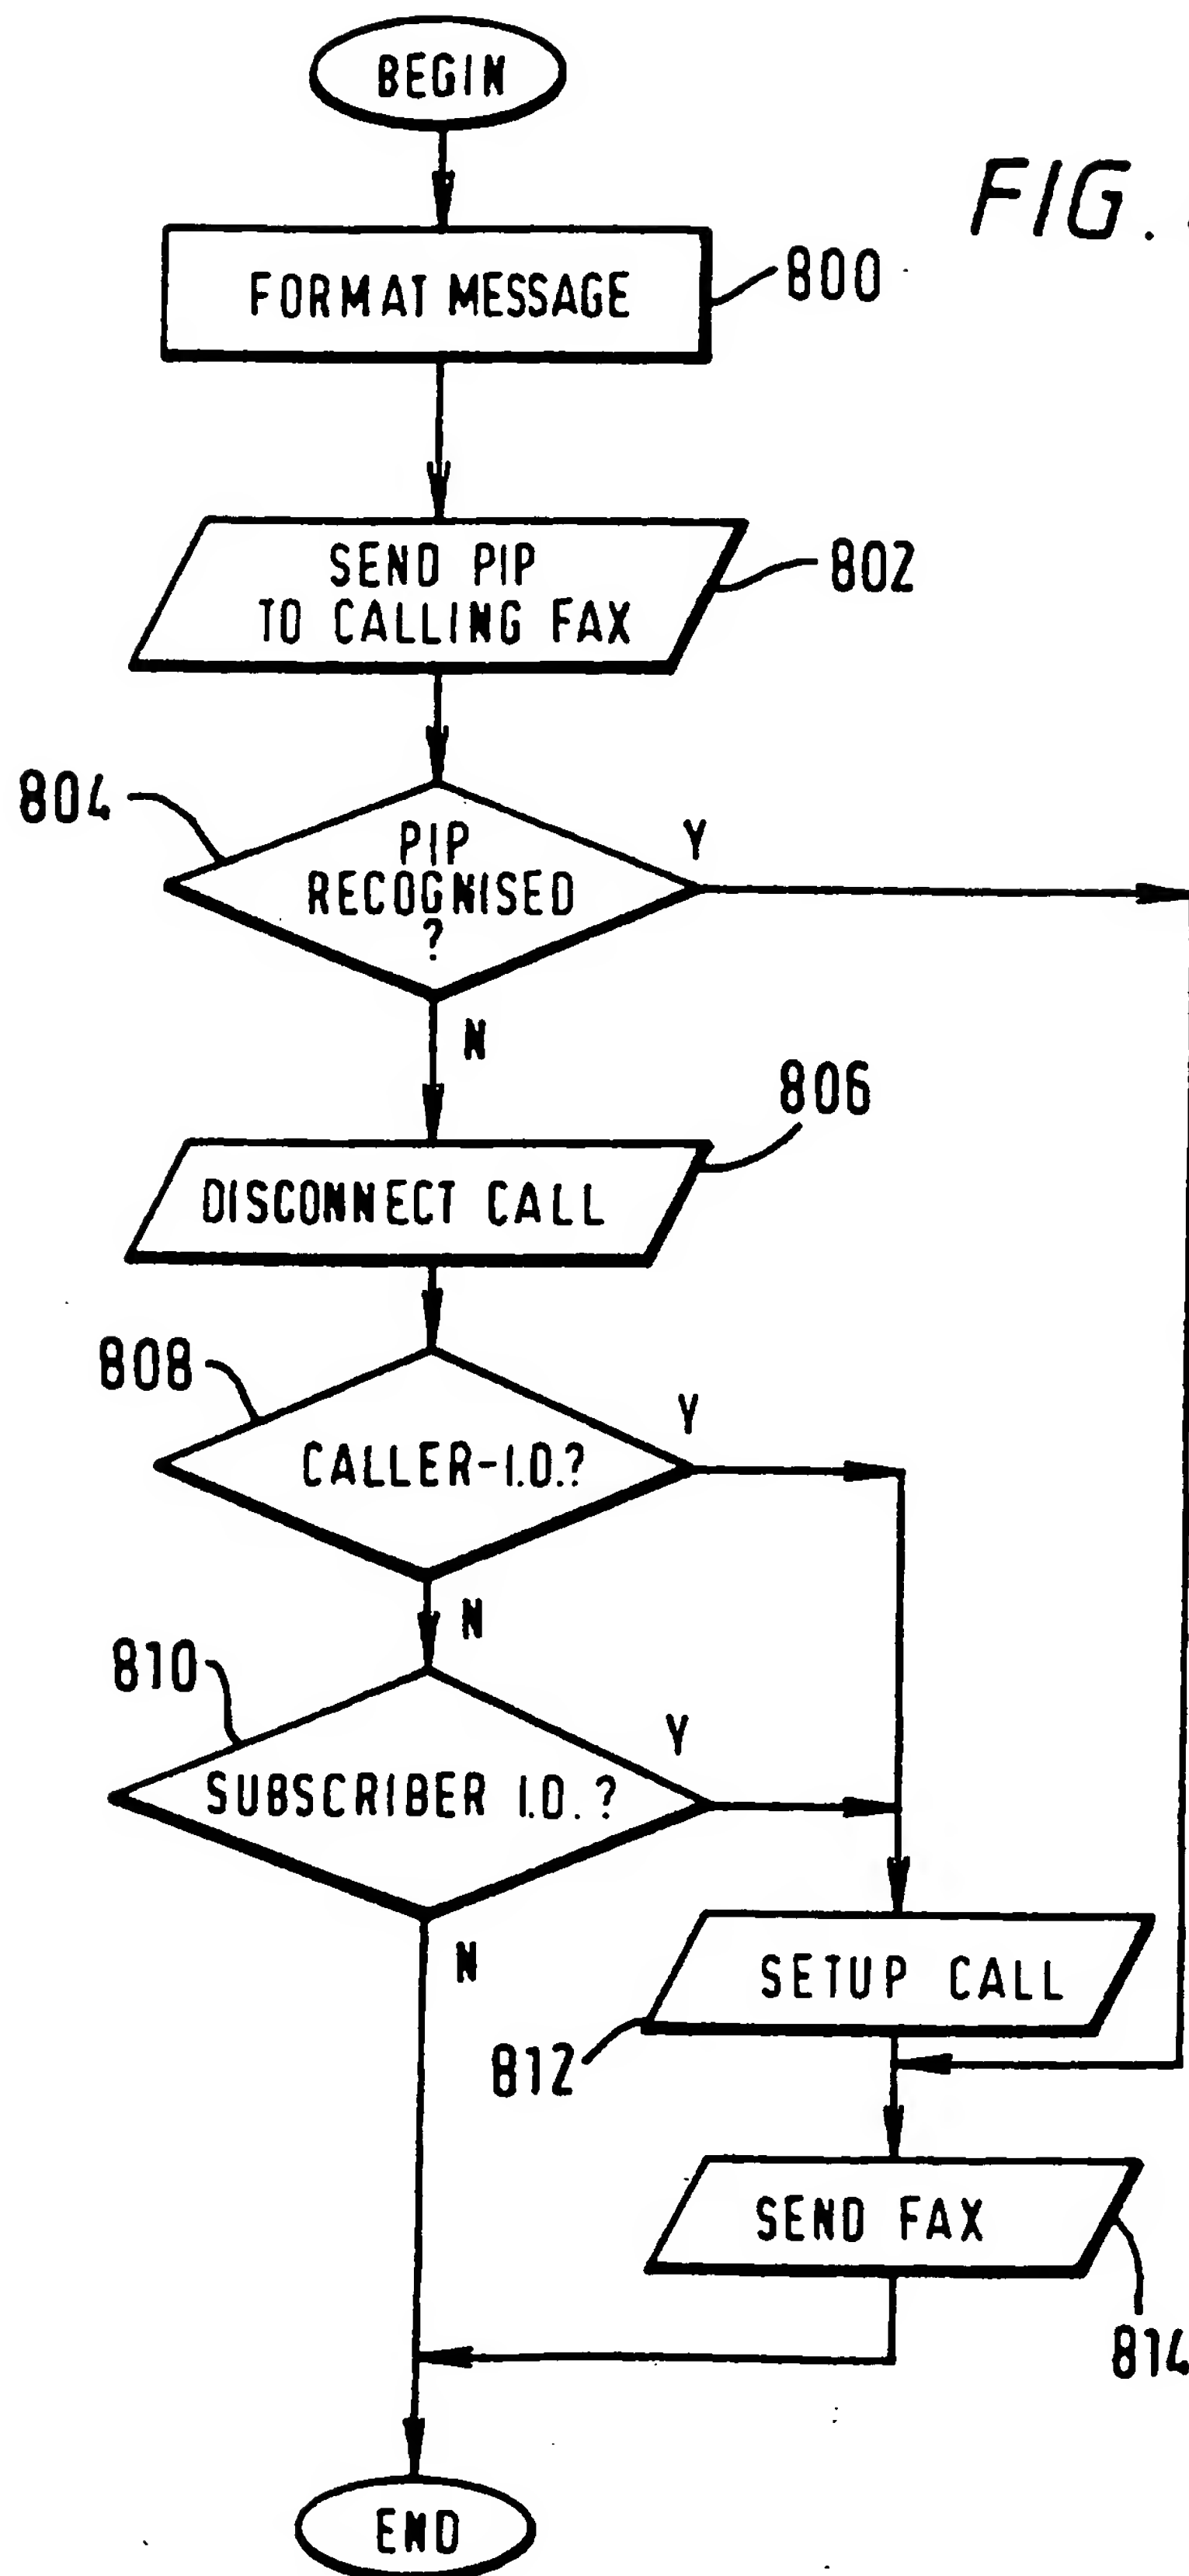 BEGIN
FIG.
FORMAT MESSAGE
800
SEND PIP
TO CALLING FAX
802
804
PIP
RECOGNISED
?
Y
N
806
DISCONNECT CALL
808
CALLER-I.D.?
Y
N
810
SUBSCRIBER I.D.?
Y
N
SETUP CALL
812
SEND FAX
814
END